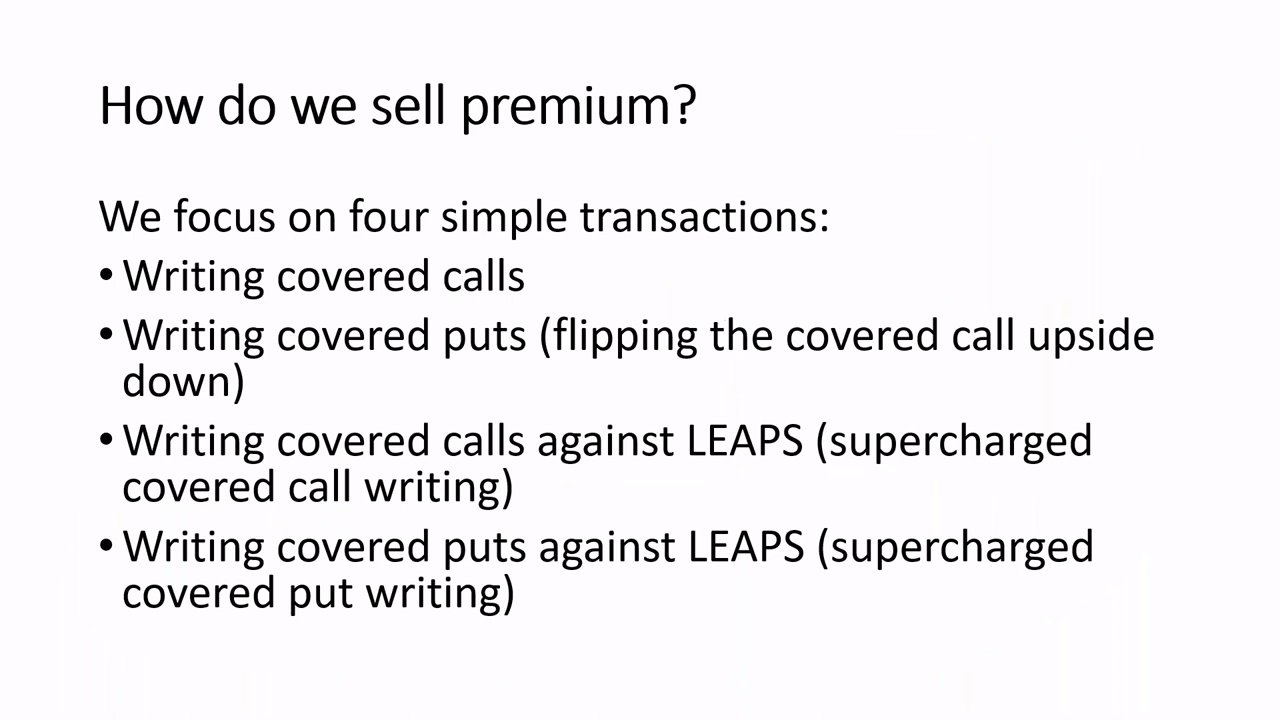 How do we sell premium?
We focus on four simple transactions:
• Writing covered calls
• Writing covered puts (flipping the covered call upside
down)
• Writing covered calls against LEAPS (supercharged
covered call writing)
• Writing covered puts against LEAPS (supercharged
covered put writing)